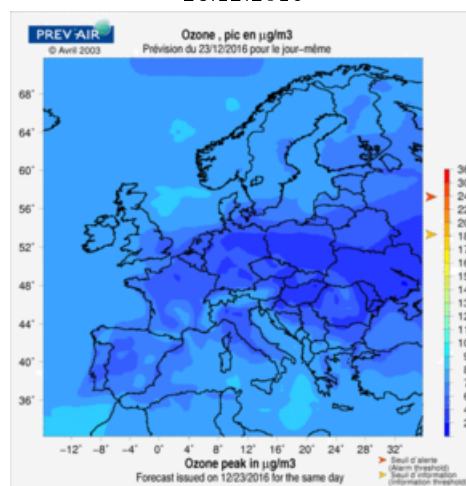 PREV'AIR
© Avril 2003
Ozone , pic en µg/m3
Prévision du 23/12/2016 pour le jour-même
68°
64°
60°
56°
52°
48°
44°
40°
36°
-12° -8° -4° 0° 4° 8° 12° 16° 20° 24° 28° 32°
Ozone peak in µg/m3
Forecast issued on 12/23/2016 for the same day
Seuil d'alerte
(Alarm threshold)
Seuil d'information
(Information threshold)